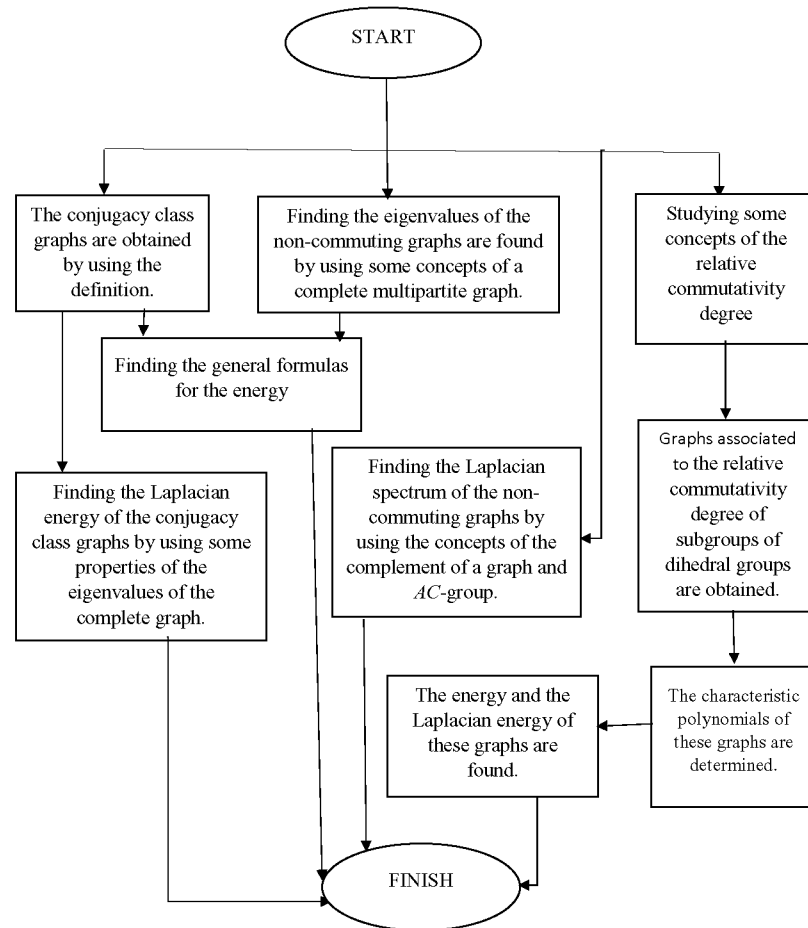 START
The conjugacy class
graphs are obtained
by using the
definition.
Finding the eigenvalues of the
non-commuting graphs are found
by using some concepts of a
complete multipartite graph.
Studying some
concepts of the
relative
commutativity
degree
Finding the general formulas
for the energy
Finding the Laplacian
energy of the conjugacy
class graphs by using some
properties of the
eigenvalues of the
complete graph.
Finding the Laplacian
spectrum of the non-
commuting graphs by
using the concepts of the
complement of a graph and
AC-group.
Graphs associated
to the relative
commutativity
degree of
subgroups of
dihedral groups
are obtained.
The energy and the
Laplacian energy of
these graphs are
found.
The characteristic
polynomials of
these graphs are
determined.
FINISH